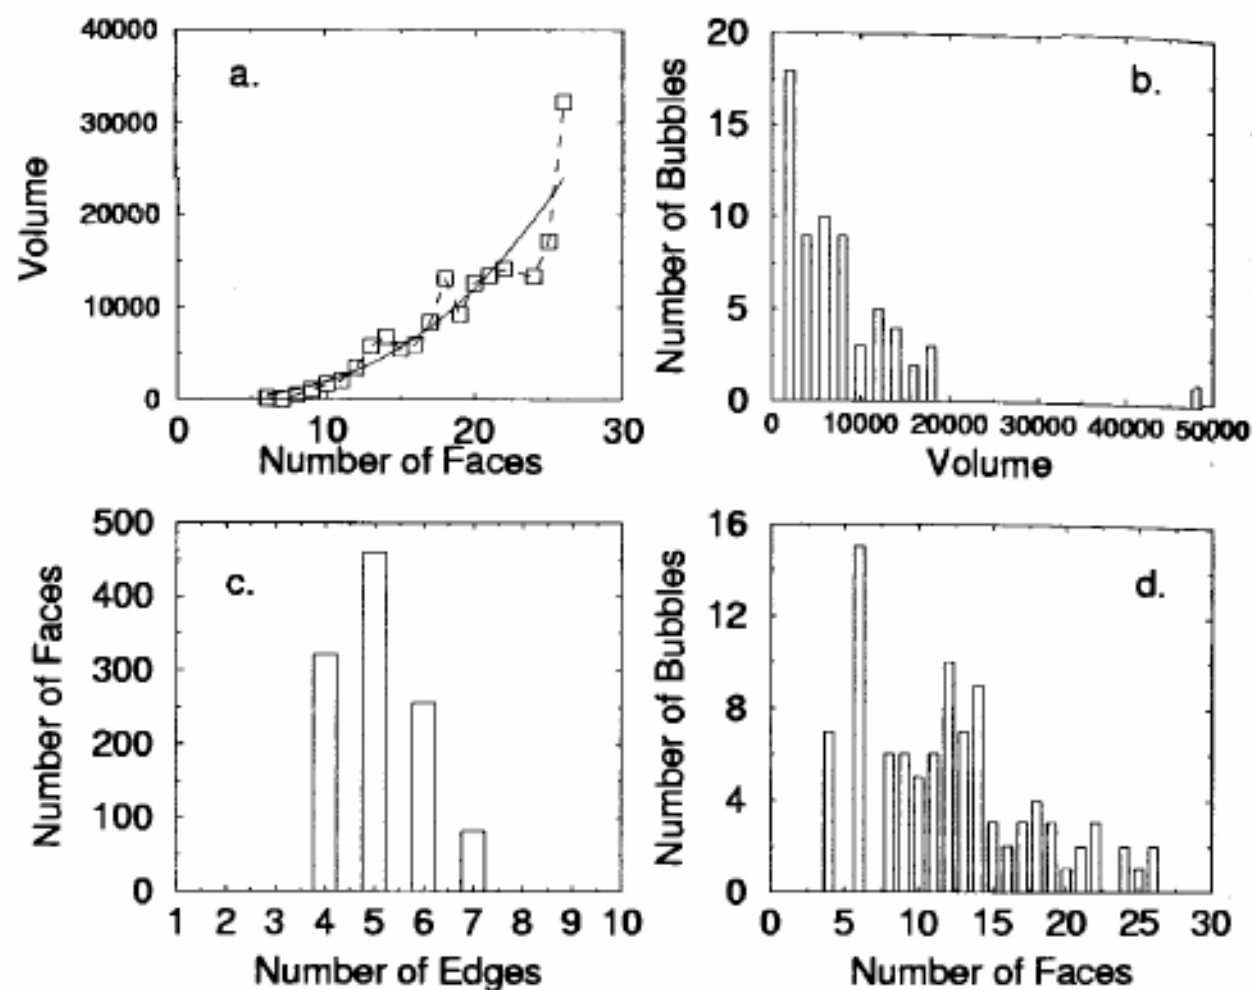 a.
40000
30000
20000
10000
0
Volume
0 10 20 30
Number of Faces
b.
20
15
10
5
0
Number of Bubbles
0 10000 20000 30000 40000 50000
Volume
c.
500
400
300
200
100
0
Number of Faces
1 2 3 4 5 6 7 8 9 10
Number of Edges
d.
16
12
8
4
0
Number of Bubbles
0 5 10 15 20 25 30
Number of Faces